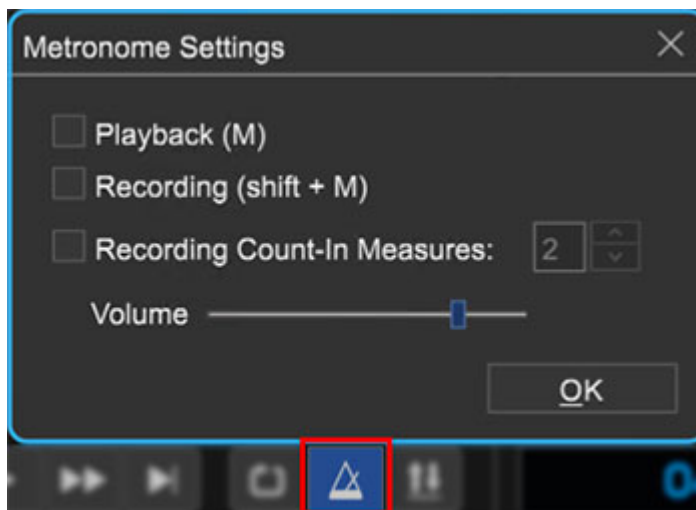 Metronome Settings
Playback (M)
Recording (shift + M)
Recording Count-In Measures: 2
Volume
OK